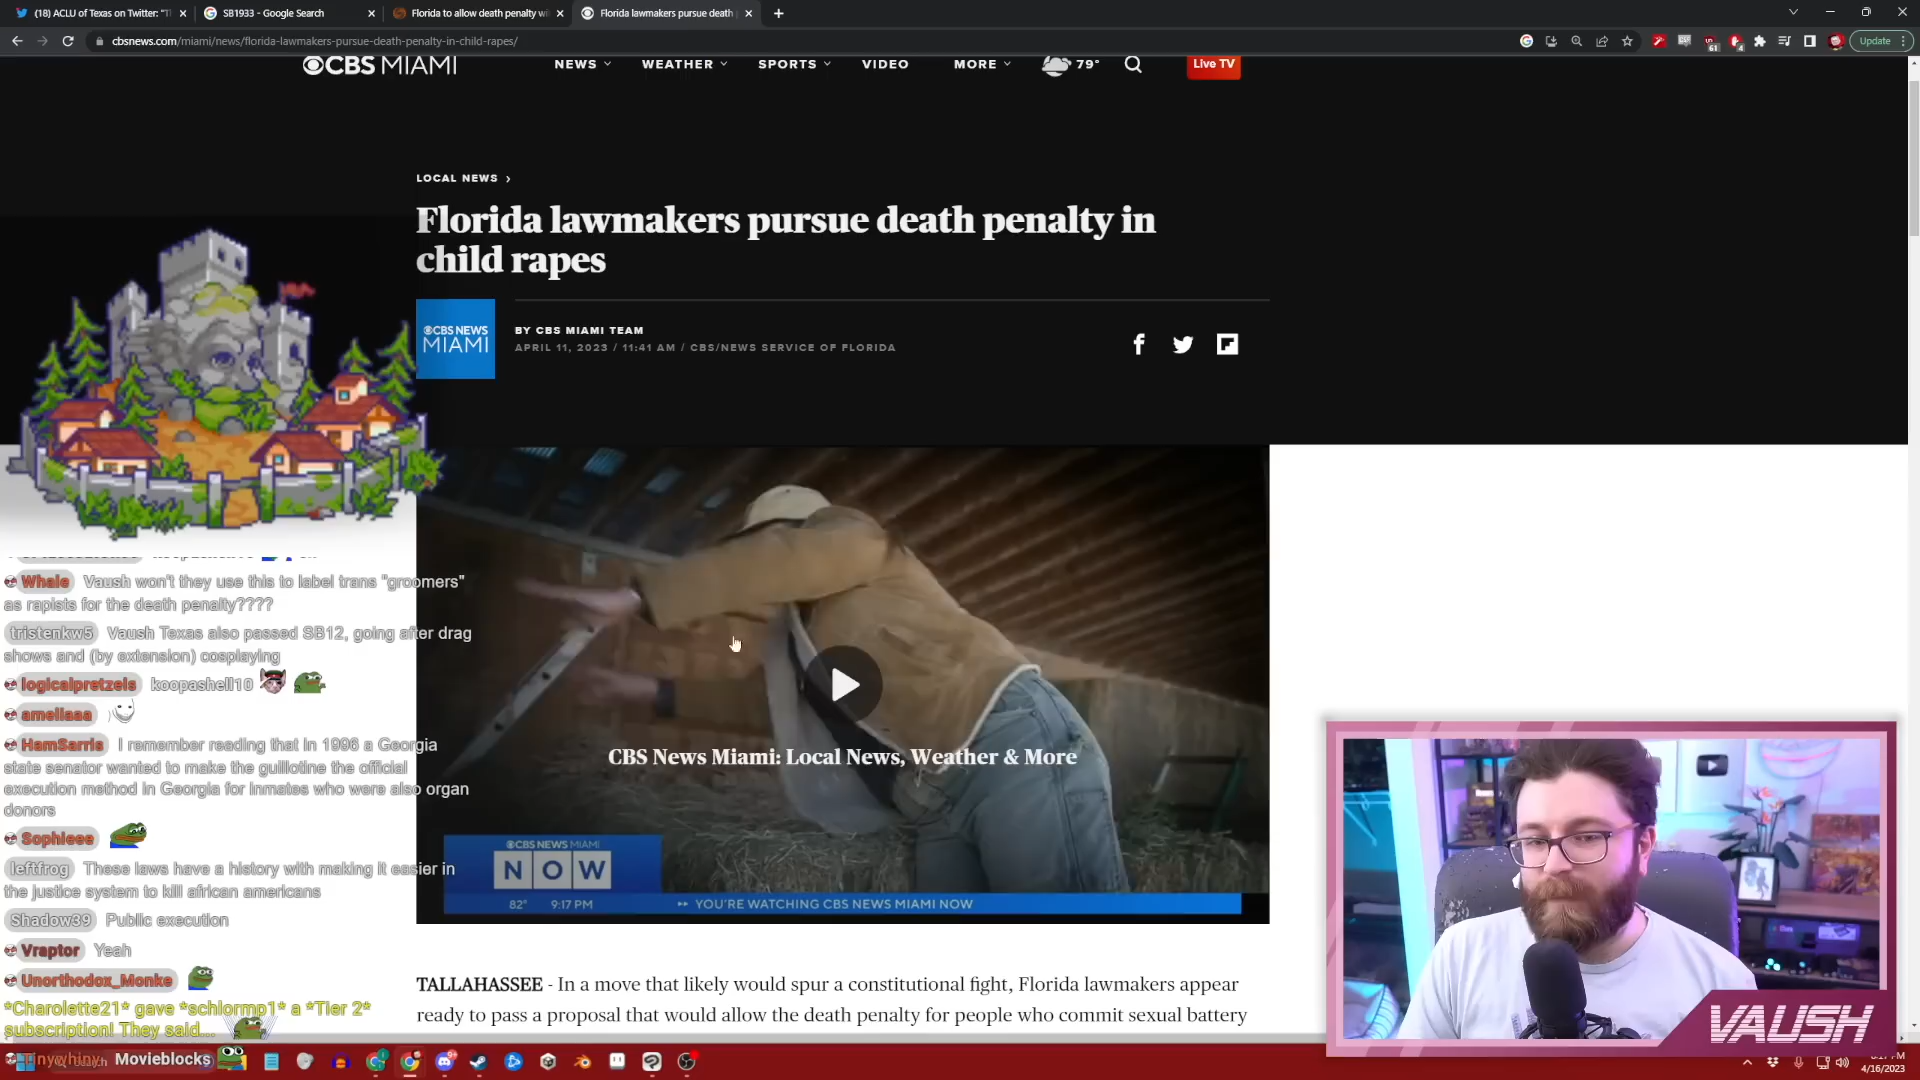 (18) ACLU of Texas on Twitter: "T
SB1933 - Google Search
Florida to allow death penalty wi
Florida lawmakers pursue death p
cbsnews.com/miami/news/florida-lawmakers-pursue-death-penalty-in-child-rapes/
Update
CBS MIAMI
NEWS
WEATHER
SPORTS
VIDEO
MORE
79°
Live TV
LOCAL NEWS
Florida lawmakers pursue death penalty in
child rapes
CBS NEWS
MIAMI
BY CBS MIAMI TEAM
APRIL 11, 2023 / 11:41 AM / CBS/NEWS SERVICE OF FLORIDA
CBS News Miami: Local News, Weather & More
CBS NEWS MIAMI
NOW
82° 9:17 PM
YOU'RE WATCHING CBS NEWS MIAMI NOW
TALLAHASSEE - In a move that likely would spur a constitutional fight, Florida lawmakers appear
ready to pass a proposal that would allow the death penalty for people who commit sexual battery
Whale Vaush won't they use this to label trans "groomers"
as rapists for the death penalty????
tristenkw5 Vaush Texas also passed SB12, going after drag
shows and (by extension) cosplaying
logicalpretzels koopashell10
ameliaaa
HamSarris I remember reading that in 1996 a Georgia
state senator wanted to make the guillotine the official
execution method in Georgia for inmates who were also organ
donors
Sophieee
leftfrog These laws have a history with making it easier in
the justice system to kill african americans
Shadow39 Public execution
Vraptor Yeah
Unorthodox_Monke
*Charolette21* gave *schlormp1* a *Tier 2*
subscription! They said...
Tinywhiny Movieblocks
VAUSH
4/16/2023